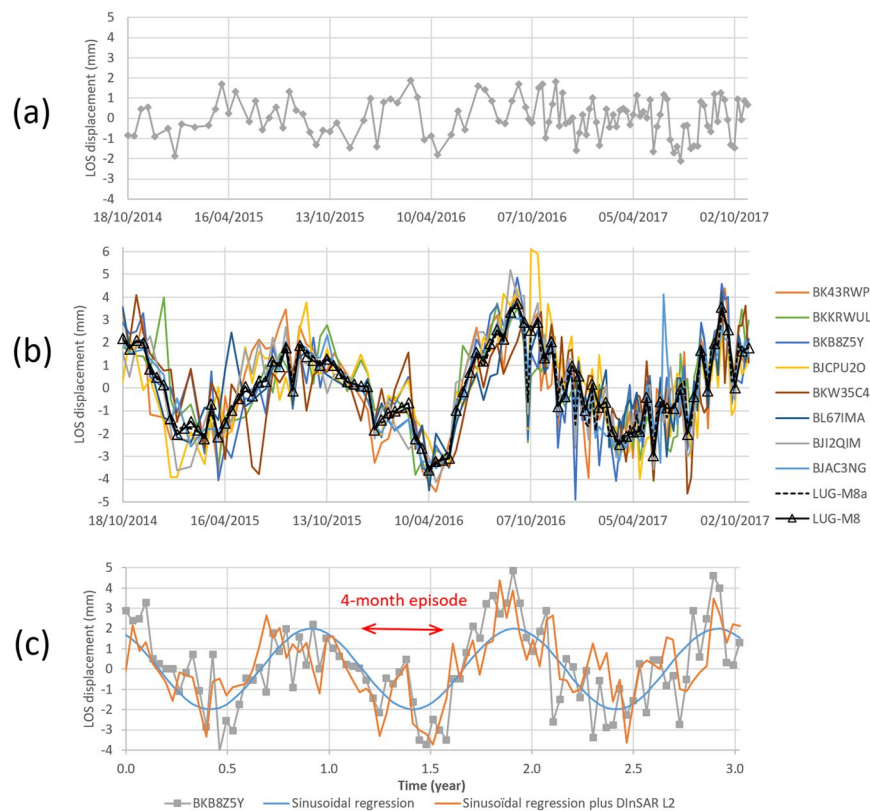 (a)
LOS displacement (mm)
5
4
3
2
1
0
-1
-2
-3
-4
18/10/2014 16/04/2015 13/10/2015 10/04/2016 07/10/2016 05/04/2017 02/10/2017
(b)
LOS displacement (mm)
6
5
4
3
2
1
0
-1
-2
-3
-4
-5
18/10/2014 16/04/2015 13/10/2015 10/04/2016 07/10/2016 05/04/2017 02/10/2017
BK43RWP
BKKRWUL
BKB8Z5Y
BJCPU2O
BKW35C4
BL67IMA
BJI2QIM
BJAC3NG
LUG-M8a
LUG-M8
(c)
LOS displacement (mm)
5
4
3
2
1
0
-1
-2
-3
-4
4-month episode
0.0 0.5 1.0 1.5 2.0 2.5 3.0
Time (year)
BKB8Z5Y Sinusoidal regression Sinusoïdal regression plus DInSAR L2